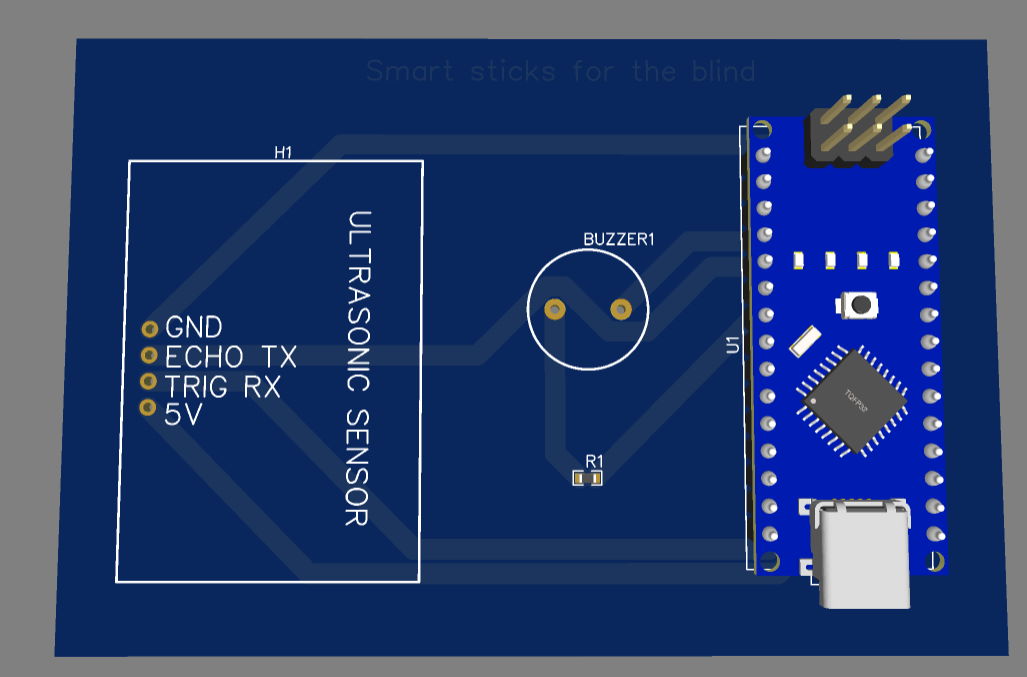 Smart sticks for the blind
H1
ULTRASONIC SENSOR
GND
ECHO TX
TRIG RX
5V
BUZZER1
R1
U1
TQFP32